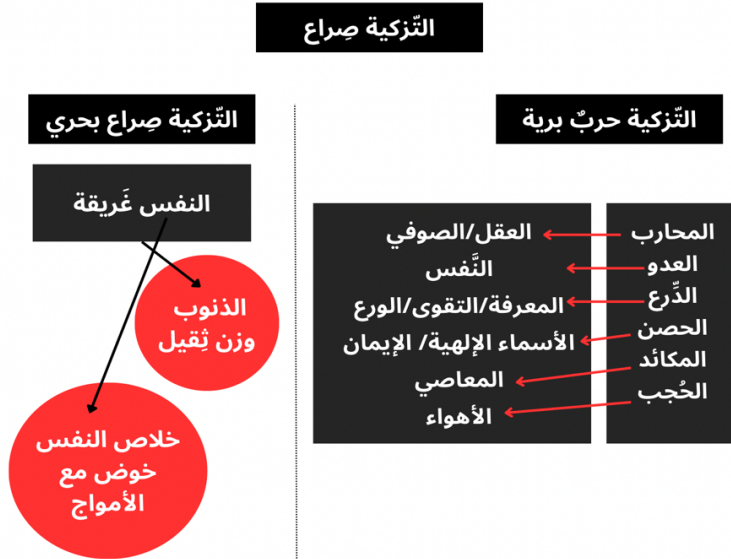 التّزكية صِراع
التّزكية حربٌ برية
المحارب
العدو
الدِّرع
الحصن
المكائد
الحُجب
العقل/الصوفي
النَّفس
المعرفة/التقوى/الورع
الأسماء الإلهية/ الإيمان
المعاصي
الأهواء
التّزكية صِراع بحري
النفس غَريقة
الذنوب
وزن ثِقيل
خلاص النفس
خوض مع
الأمواج